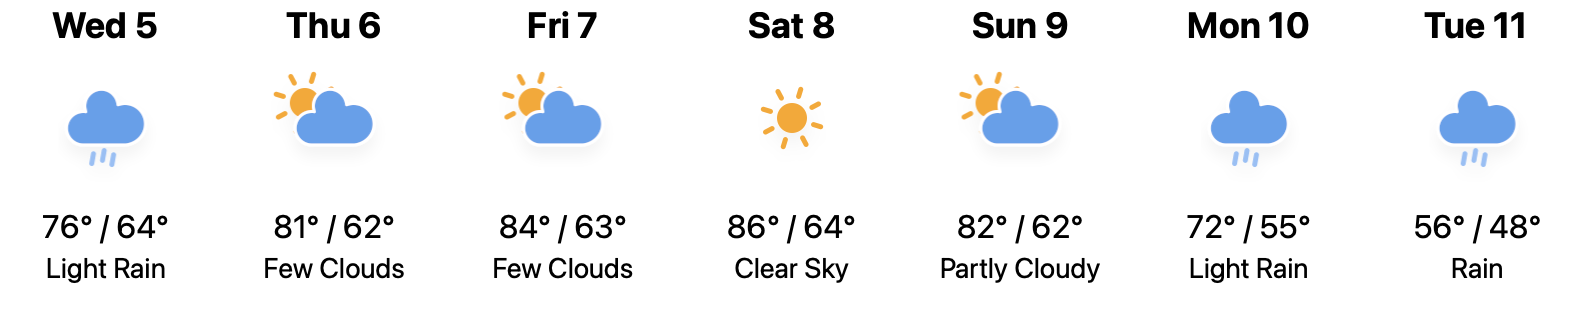 Wed 5
Thu 6
Fri 7
Sat 8
Sun 9
Mon 10
Tue 11
76° / 64°
81° / 62°
84° / 63°
86° / 64°
82° / 62°
72° / 55°
56° / 48°
Light Rain
Few Clouds
Few Clouds
Clear Sky
Partly Cloudy
Light Rain
Rain